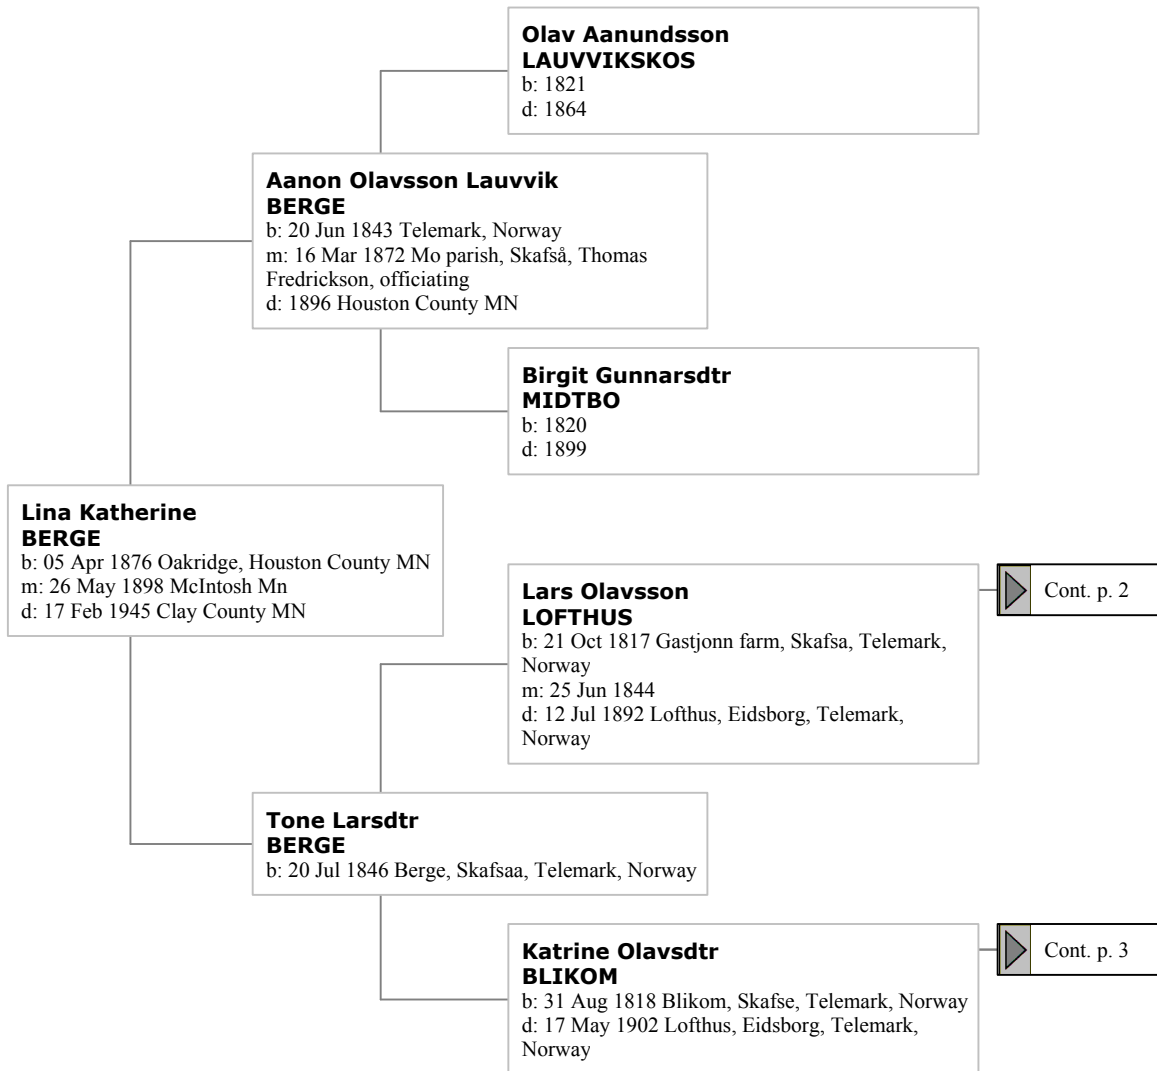 Olav Aanundsson
LAUVVIKSKOS
b: 1821
d: 1864
Aanon Olavsson Lauvvik
BERGE
b: 20 Jun 1843 Telemark, Norway
m: 16 Mar 1872 Mo parish, Skafså, Thomas
Fredrickson, officiating
d: 1896 Houston County MN
Birgit Gunnarsdtr
MIDTBO
b: 1820
d: 1899
Lina Katherine
BERGE
b: 05 Apr 1876 Oakridge, Houston County MN
m: 26 May 1898 McIntosh Mn
d: 17 Feb 1945 Clay County MN
Lars Olavsson
LOFTHUS
b: 21 Oct 1817 Gastjonn farm, Skafsa, Telemark,
Norway
m: 25 Jun 1844
d: 12 Jul 1892 Lofthus, Eidsborg, Telemark,
Norway
Cont. p. 2
Tone Larsdtr
BERGE
b: 20 Jul 1846 Berge, Skafsaa, Telemark, Norway
Katrine Olavsdtr
BLIKOM
b: 31 Aug 1818 Blikom, Skafse, Telemark, Norway
d: 17 May 1902 Lofthus, Eidsborg, Telemark,
Norway
Cont. p. 3